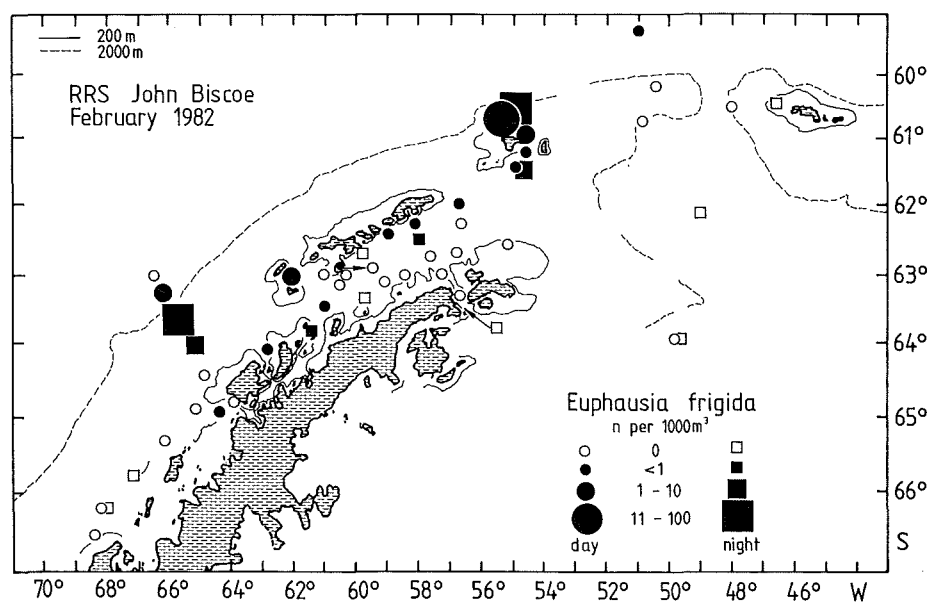 200 m
2000 m
RRS John Biscoe
February 1982
60°
61°
62°
63°
64°
65°
66°
S
Euphausia frigida
n per 1000m³
0
<1
1 - 10
11 - 100
day night
70° 68° 66° 64° 62° 60° 58° 56° 54° 52° 50° 48° 46° W